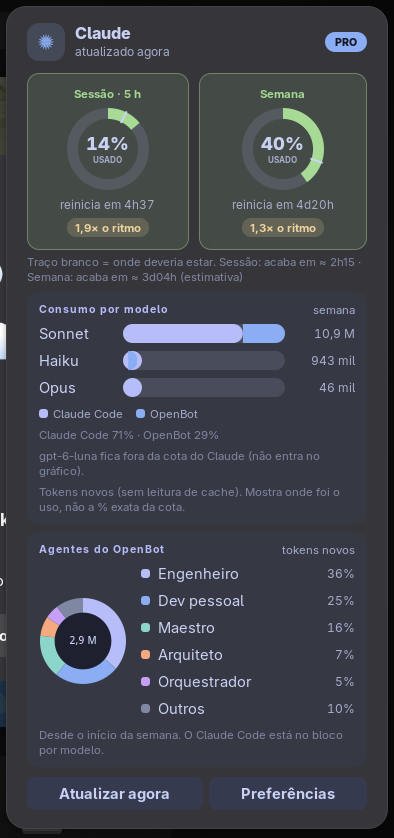 Claude
atualizado agora
PRO
Sessão · 5 h
14%
USADO
reinicia em 4h37
1,9× o ritmo
Semana
40%
USADO
reinicia em 4d20h
1,3× o ritmo
Traço branco = onde deveria estar. Sessão: acaba em ≈ 2h15 ·
Semana: acaba em ≈ 3d04h (estimativa)
Consumo por modelo semana
Sonnet 10,9 M
Haiku 943 mil
Opus 46 mil
Claude Code OpenBot
Claude Code 71% · OpenBot 29%
gpt-6-luna fica fora da cota do Claude (não entra no
gráfico).
Tokens novos (sem leitura de cache). Mostra onde foi o
uso, não a % exata da cota.
Agentes do OpenBot tokens novos
2,9 M
Engenheiro 36%
Dev pessoal 25%
Maestro 16%
Arquiteto 7%
Orquestrador 5%
Outros 10%
Desde o início da semana. O Claude Code está no bloco
por modelo.
Atualizar agora Preferências